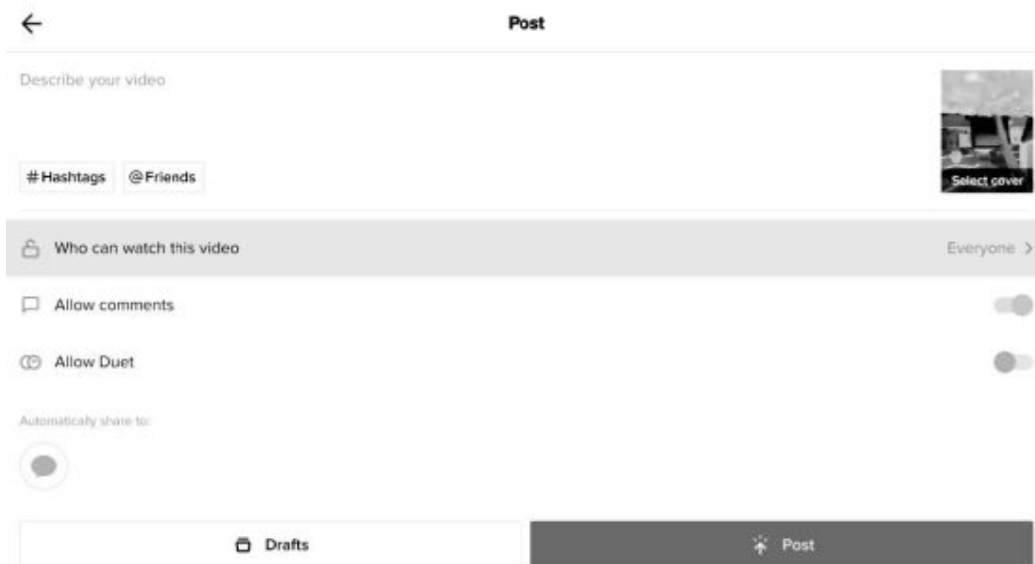 Post
Describe your video
#Hashtags @Friends
Select cover
Who can watch this video Everyone >
Allow comments
Allow Duet
Automatically share to:
Drafts Post